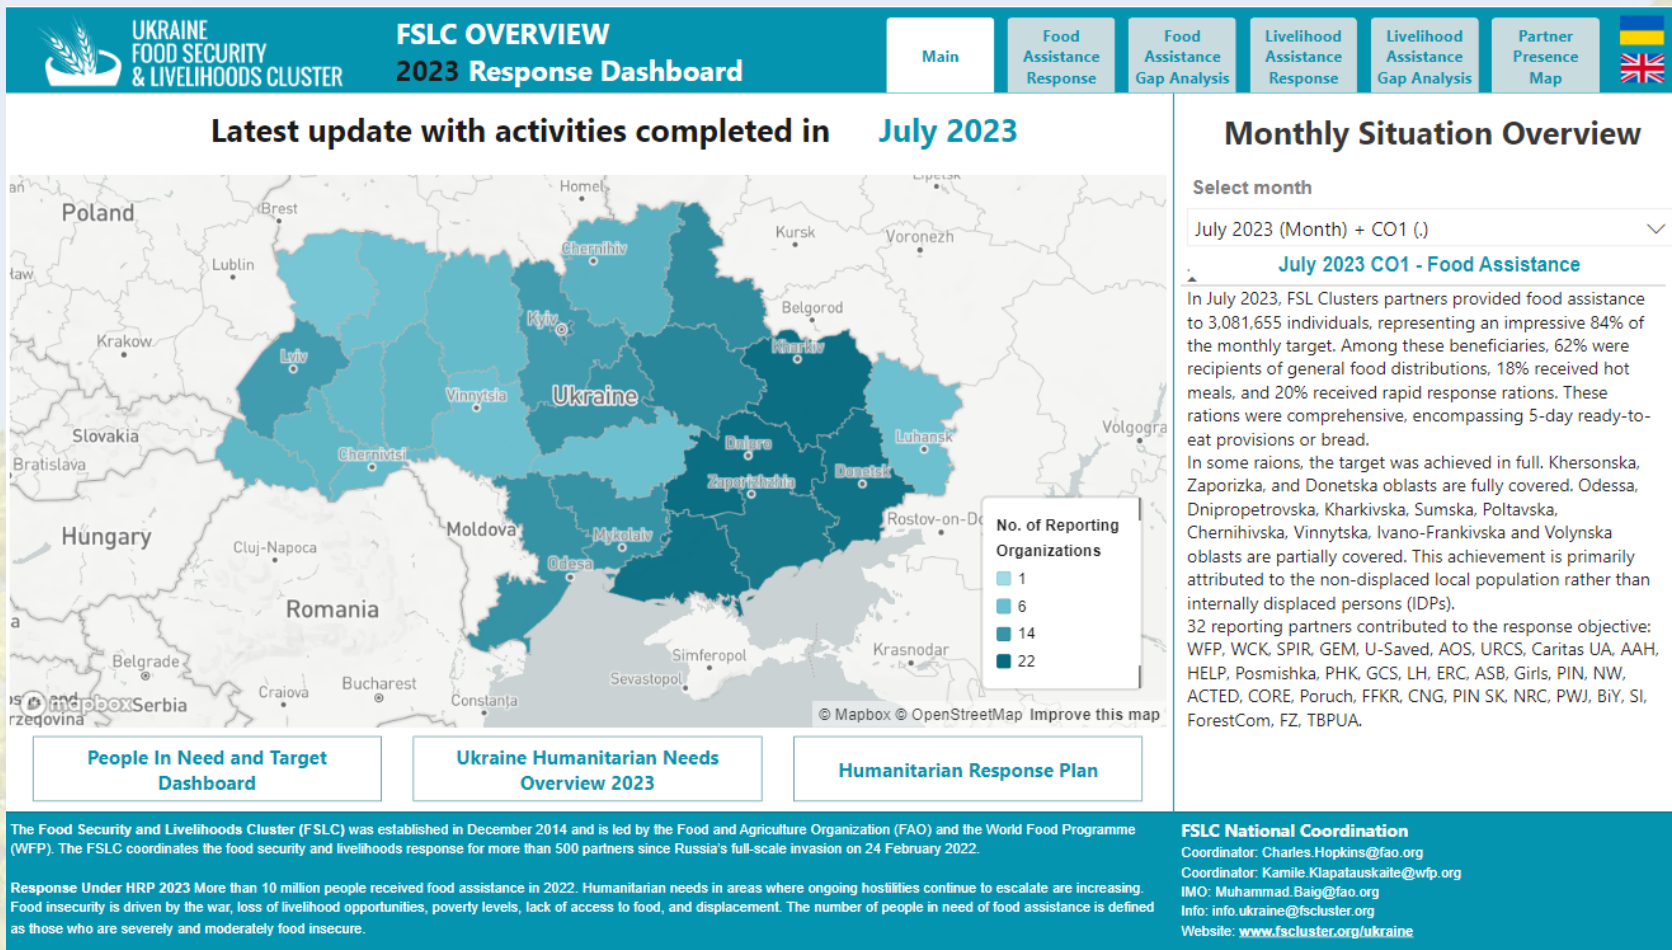 UKRAINE
FOOD SECURITY
& LIVELIHOODS CLUSTER
FSLC OVERVIEW
2023 Response Dashboard
Main
Food
Assistance
Response
Food
Assistance
Gap Analysis
Livelihood
Assistance
Response
Livelihood
Assistance
Gap Analysis
Partner
Presence
Map
Latest update with activities completed in July 2023
Poland
Brest
Homel
Lipetsk
Kursk
Voronezh
Lublin
Chernihiv
Belgorod
Kyiv
Krakow
Lviv
Kharkiv
Vinnytsia
Ukraine
Slovakia
Bratislava
Chernivtsi
Dnipro
Luhansk
Volgogra
Zaporizhzhia
Donetsk
Hungary
Moldova
Rostov-on-Do
Cluj-Napoca
Mykolaiv
Odesa
Romania
Belgrade
Simferopol
Krasnodar
Sevastopol
Craiova
Bucharest
Constanța
mapbox
Serbia
rzegovina
No. of Reporting
Organizations
1
6
14
22
© Mapbox © OpenStreetMap Improve this map
People In Need and Target
Dashboard
Ukraine Humanitarian Needs
Overview 2023
Humanitarian Response Plan
Monthly Situation Overview
Select month
July 2023 (Month) + CO1 (.)
July 2023 CO1 - Food Assistance
In July 2023, FSL Clusters partners provided food assistance
to 3,081,655 individuals, representing an impressive 84% of
the monthly target. Among these beneficiaries, 62% were
recipients of general food distributions, 18% received hot
meals, and 20% received rapid response rations. These
rations were comprehensive, encompassing 5-day ready-to-
eat provisions or bread.
In some raions, the target was achieved in full. Khersonska,
Zaporizka, and Donetska oblasts are fully covered. Odessa,
Dnipropetrovska, Kharkivska, Sumska, Poltavska,
Chernihivska, Vinnytska, Ivano-Frankivska and Volynska
oblasts are partially covered. This achievement is primarily
attributed to the non-displaced local population rather than
internally displaced persons (IDPs).
32 reporting partners contributed to the response objective:
WFP, WCK, SPIR, GEM, U-Saved, AOS, URCS, Caritas UA, AAH,
HELP, Posmishka, PHK, GCS, LH, ERC, ASB, Girls, PIN, NW,
ACTED, CORE, Poruch, FFKR, CNG, PIN SK, NRC, PWJ, BiY, SI,
ForestCom, FZ, TBPUA.
The Food Security and Livelihoods Cluster (FSLC) was established in December 2014 and is led by the Food and Agriculture Organization (FAO) and the World Food Programme
(WFP). The FSLC coordinates the food security and livelihoods response for more than 500 partners since Russia's full-scale invasion on 24 February 2022.
Response Under HRP 2023 More than 10 million people received food assistance in 2022. Humanitarian needs in areas where ongoing hostilities continue to escalate are increasing.
Food insecurity is driven by the war, loss of livelihood opportunities, poverty levels, lack of access to food, and displacement. The number of people in need of food assistance is defined
as those who are severely and moderately food insecure.
FSLC National Coordination
Coordinator: Charles.Hopkins@fao.org
Coordinator: Kamile.Klapatauskaite@wfp.org
IMO: Muhammad.Baig@fao.org
Info: info.ukraine@fscluster.org
Website: www.fscluster.org/ukraine